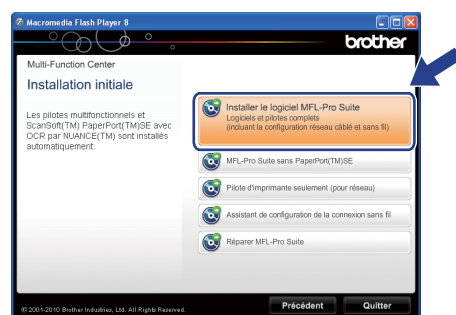 Macromedia Flash Player 8
brother
Multi-Function Center
Installation initiale
Les pilotes multifonctionnels et
ScanSoft(TM) PaperPort(TM)SE avec
OCR par NUANCE(TM) sont installés
automatiquement.
Installer le logiciel MFL-Pro Suite
Logiciels et pilotes complets
(incluant la configuration réseau câblé et sans fil)
MFL-Pro Suite sans PaperPort(TM)SE
Pilote d'imprimante seulement (pour réseau)
Assistant de configuration de la connexion sans fil
Réparer MFL-Pro Suite
© 2001-2010 Brother Industries, Ltd. All Rights Reserved.
Précédent
Quitter